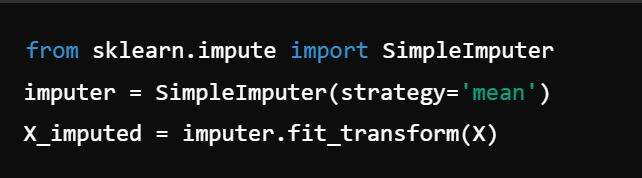 from sklearn.impute import SimpleImputer
imputer = SimpleImputer(strategy='mean')
X_imputed = imputer.fit_transform(X)